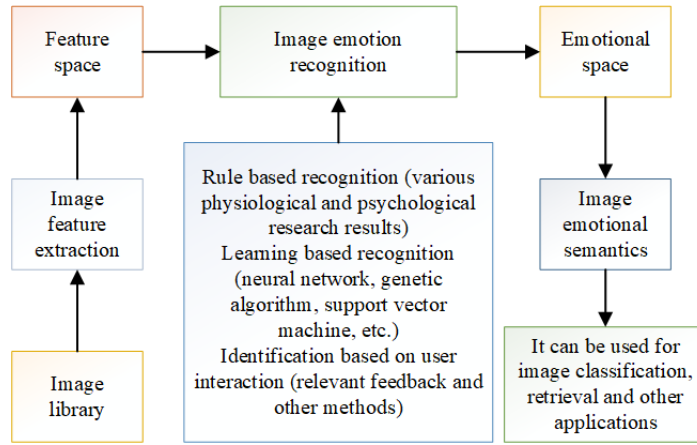 Feature
space
Image emotion
recognition
Emotional
space
Image
feature
extraction
Rule based recognition (various
physiological and psychological
research results)
Learning based recognition
(neural network, genetic
algorithm, support vector
machine, etc.)
Identification based on user
interaction (relevant feedback and
other methods)
Image
emotional
semantics
Image
library
It can be used for
image classification,
retrieval and other
applications